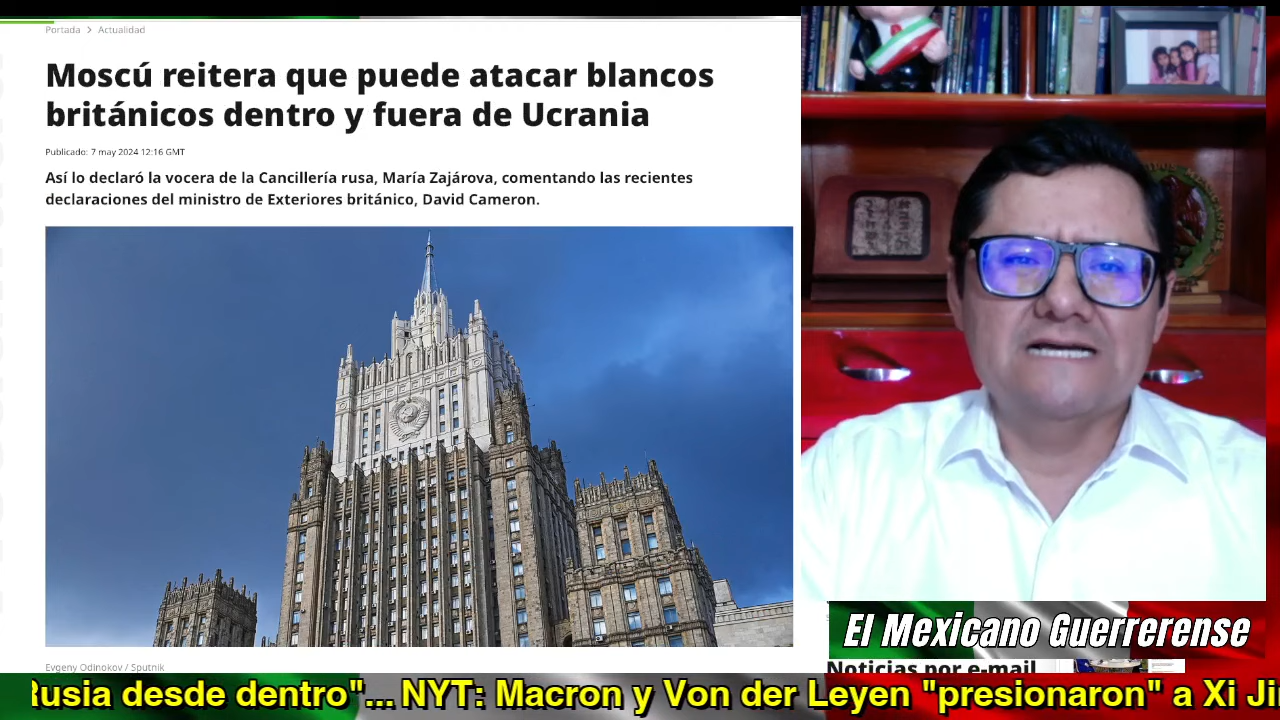 Portada > Actualidad
Moscú reitera que puede atacar blancos
británicos dentro y fuera de Ucrania
Publicado: 7 may 2024 12:16 GMT
Así lo declaró la vocera de la Cancillería rusa, María Zajárova, comentando las recientes
declaraciones del ministro de Exteriores británico, David Cameron.
Evgeny Odinokov / Sputnik
El Mexicano Guerrerense
Noticias por e-mail
Rusia desde dentro"... NYT: Macron y Von der Leyen "presionaron" a Xi Ji